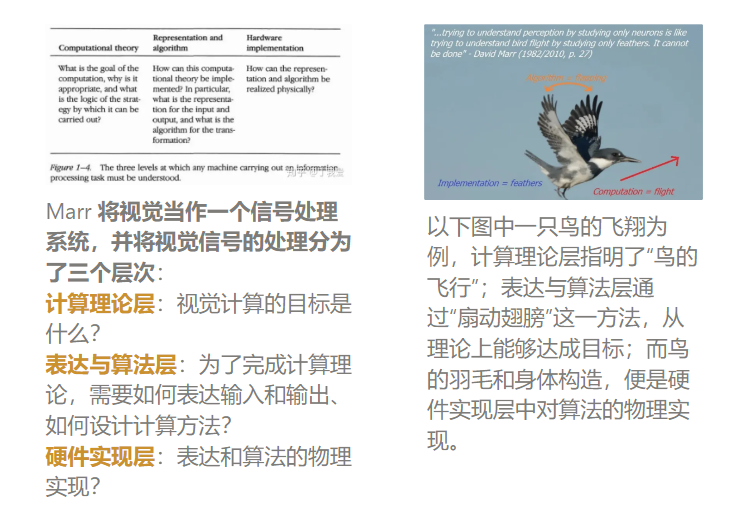 Computational theory
Representation and
algorithm
Hardware
implementation
What is the goal of the
computation, why is it
appropriate, and what
is the logic of the strat-
egy by which it can be
carried out?
How can this computa-
tional theory be imple-
mented? In particular,
what is the representa-
tion for the input and
output, and what is the
algorithm for the trans-
formation?
How can the represen-
tation and algorithm be
realized physically?
Figure 1–4. The three levels at which any machine carrying out an information-
processing task must be understood.
Marr 将视觉当作一个信号处理
系统，并将视觉信号的处理分为
了三个层次：
计算理论层：视觉计算的目标是
什么？
表达与算法层：为了完成计算理
论，需要如何表达输入和输出、
如何设计计算方法？
硬件实现层：表达和算法的物理
实现？
"...trying to understand perception by studying only neurons is like
trying to understand bird flight by studying only feathers. It cannot
be done" - David Marr (1982/2010, p. 27)
Algorithm = flapping
Implementation = feathers
Computation = flight
以下图中一只鸟的飞翔为
例，计算理论层指明了“鸟的
飞行”；表达与算法层通
过“扇动翅膀”这一方法，从
理论上能够达成目标；而鸟
的羽毛和身体构造，便是硬
件实现层中对算法的物理实
现。